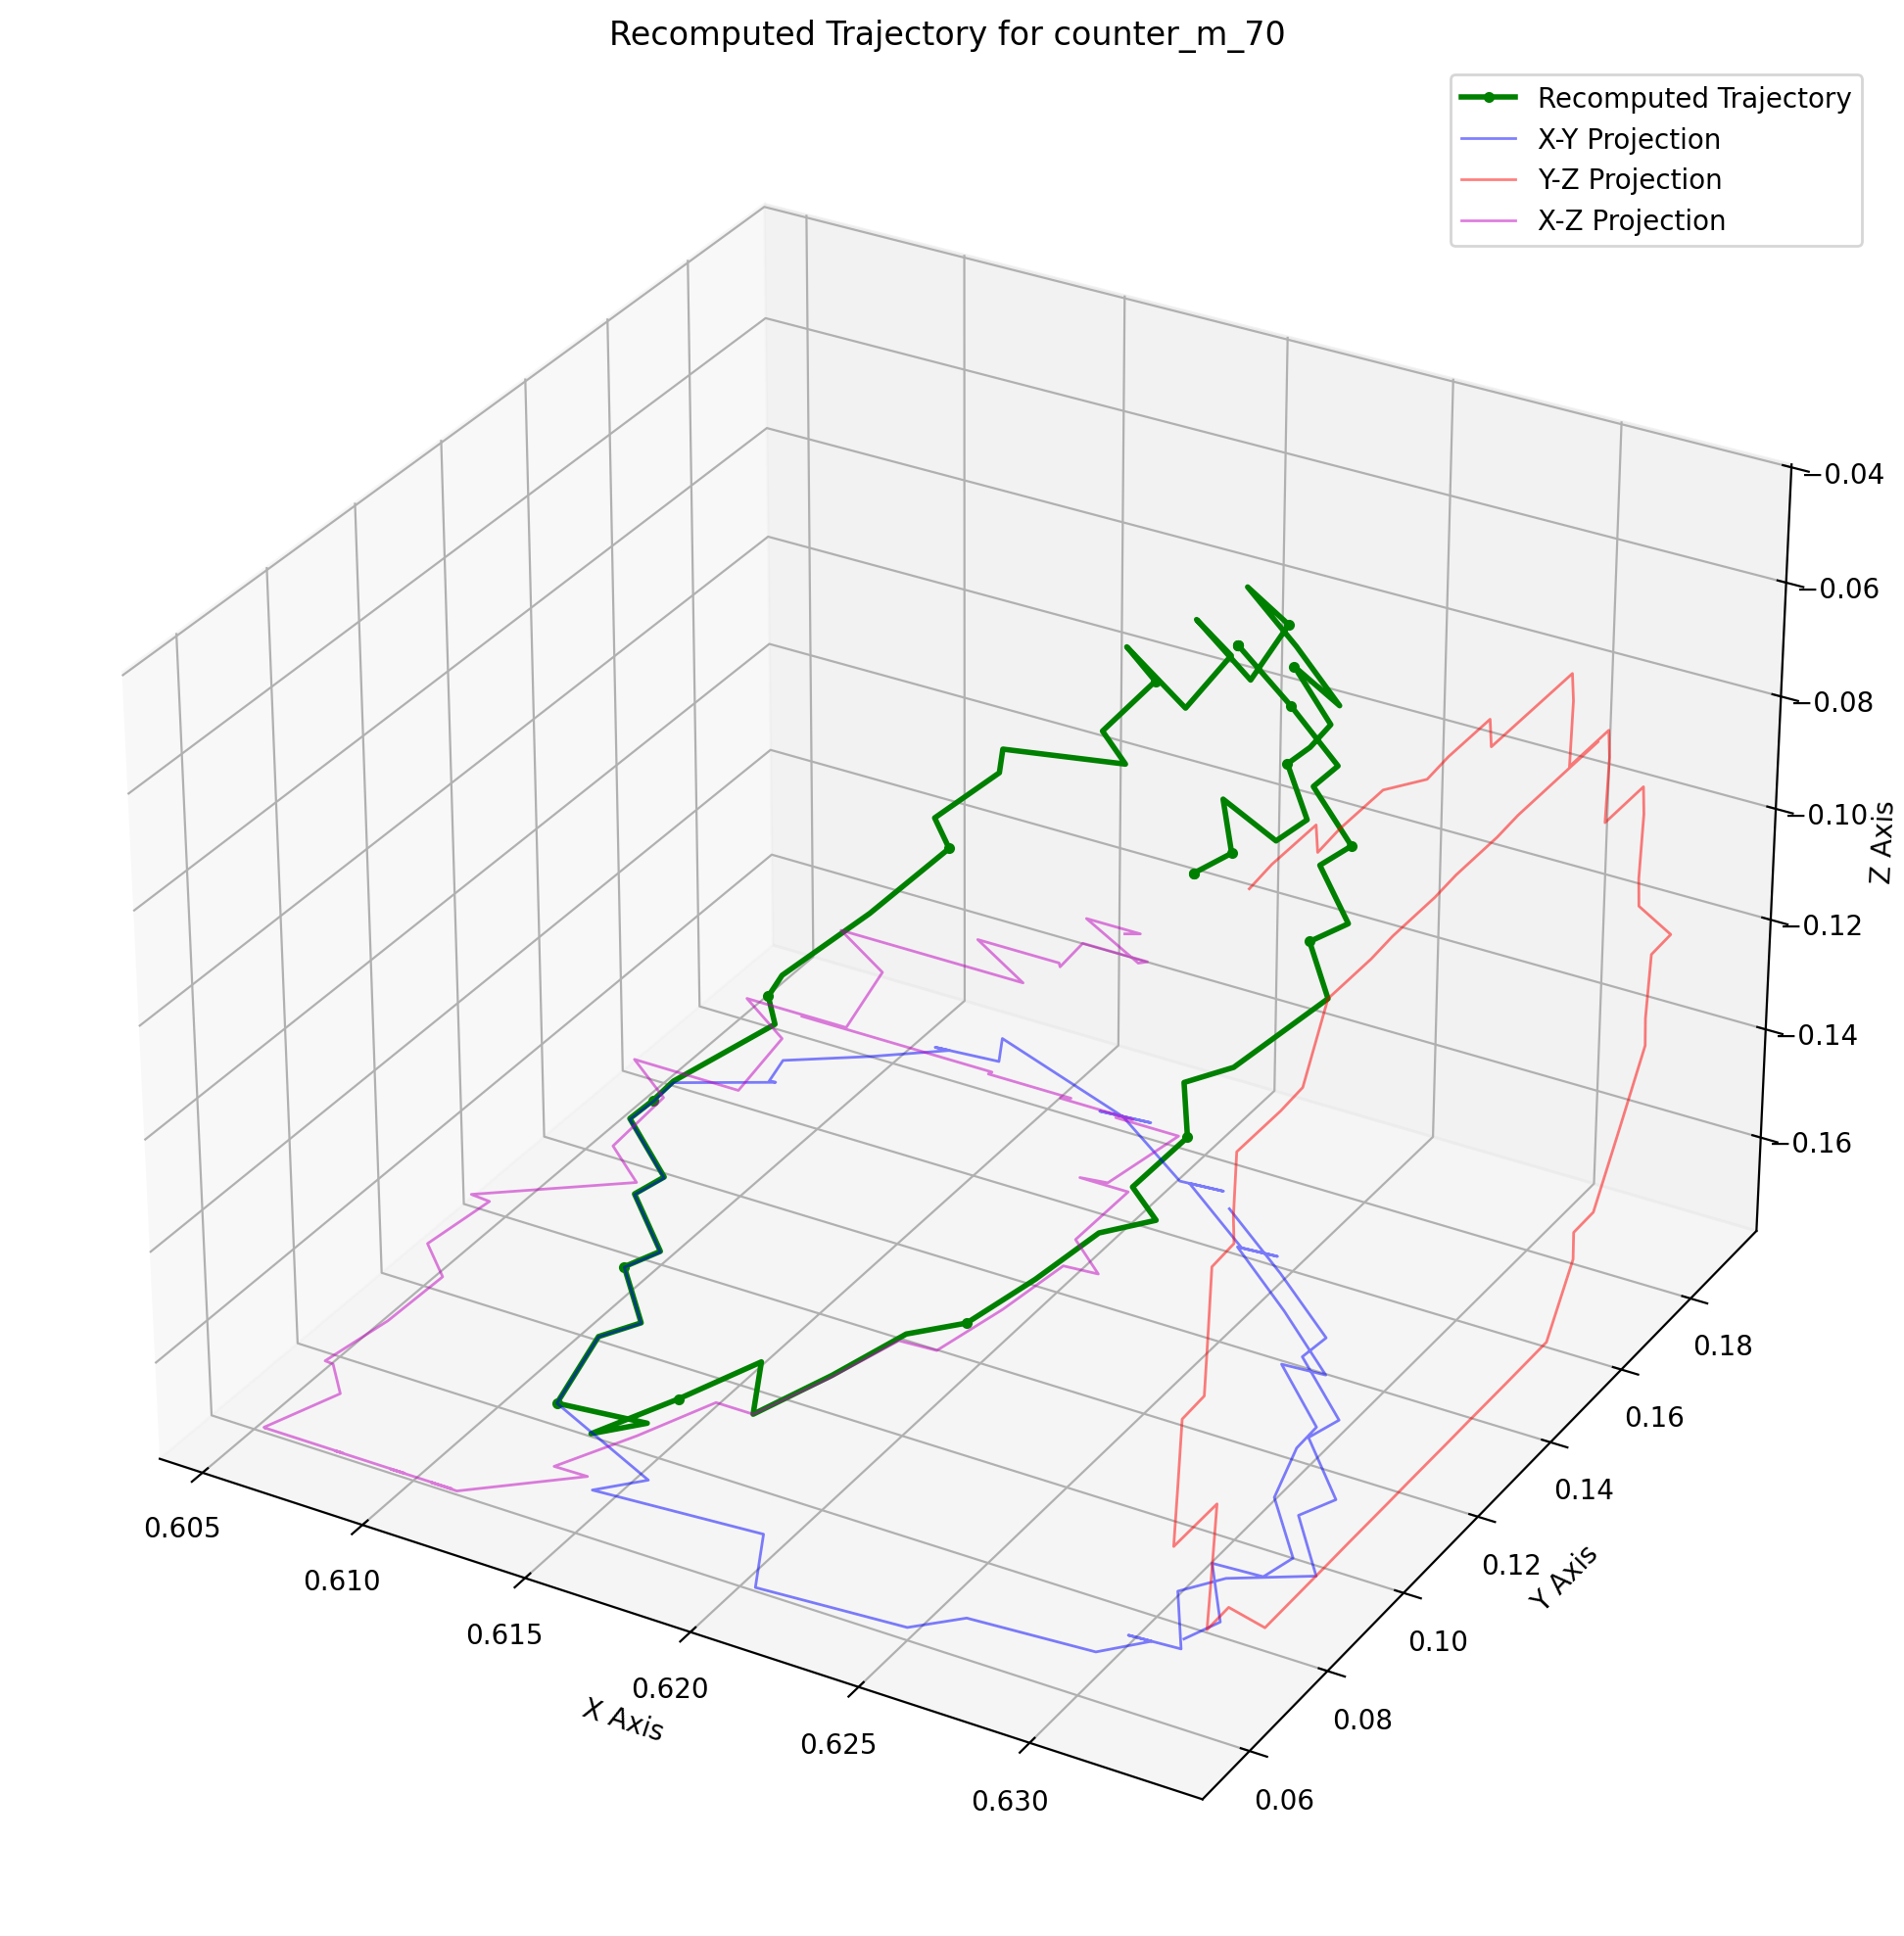 Recomputed Trajectory for counter_m_70
Recomputed Trajectory
X-Y Projection
Y-Z Projection
X-Z Projection
−0.04
−0.06
−0.08
−0.10
−0.12
−0.14
−0.16
Z Axis
0.18
0.16
0.14
0.12
0.10
0.08
0.06
Y Axis
0.605
0.610
0.615
0.620
0.625
0.630
X Axis